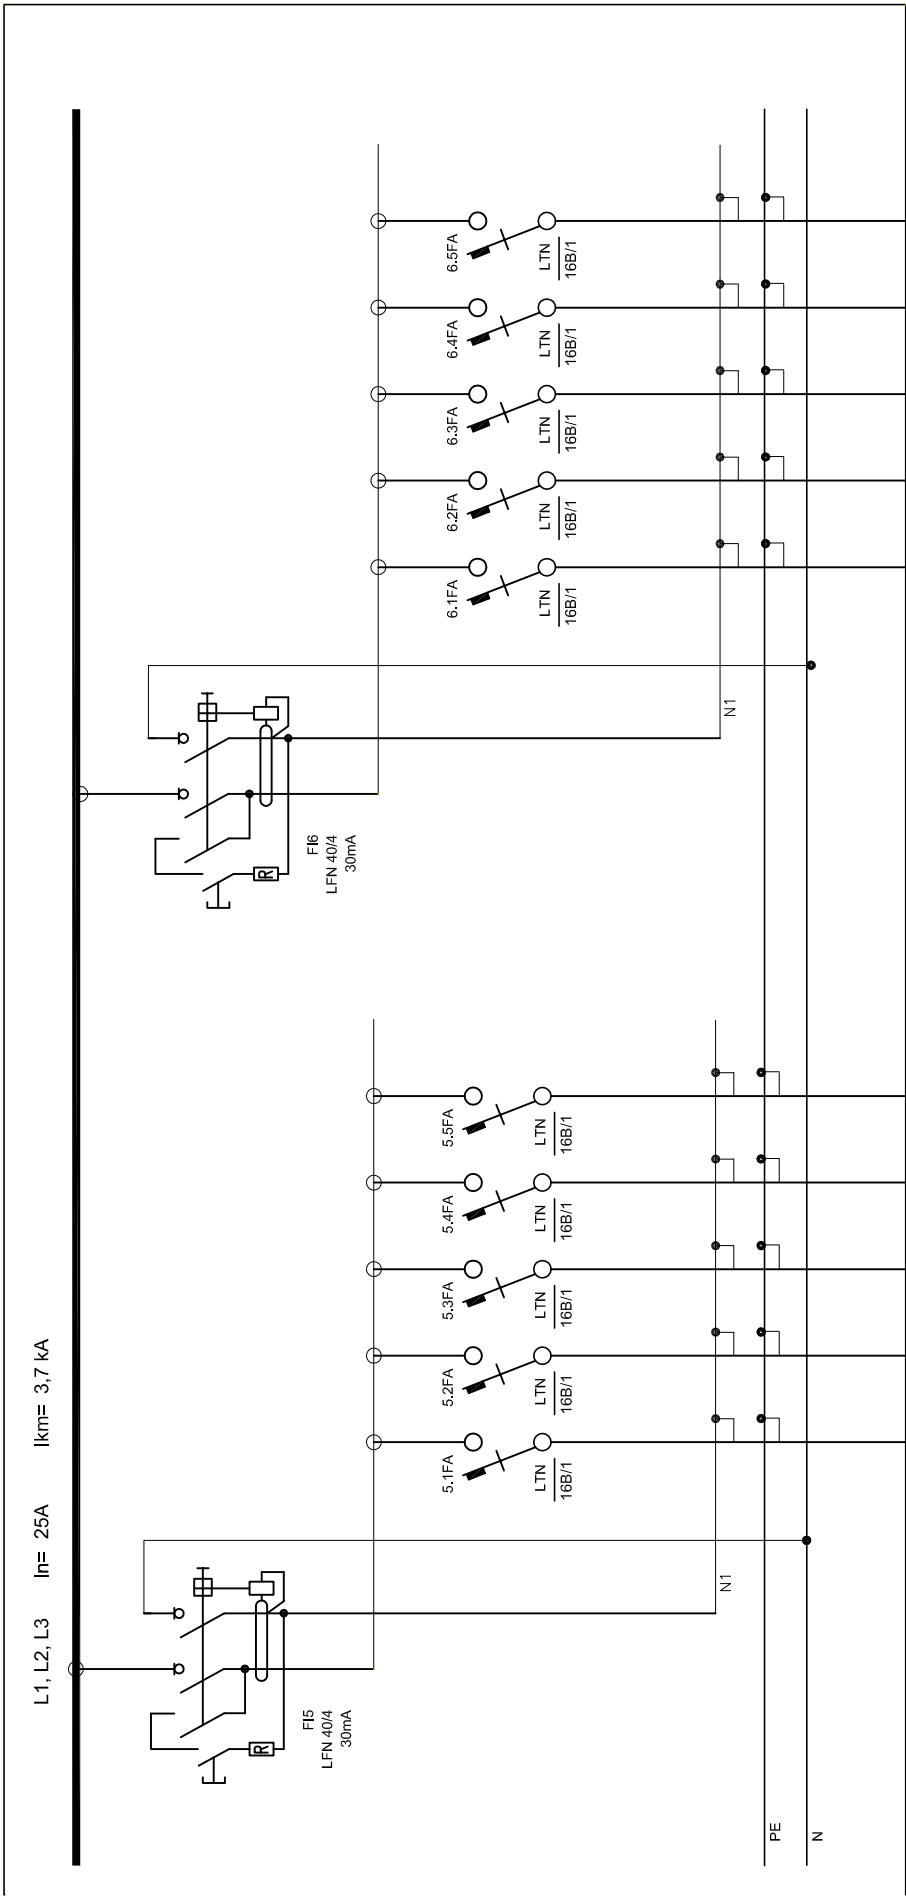 L1, L2, L3 In= 25A Ikm= 3,7 kA
FI5
LFN 40/4
30mA
5.1FA
LTN
16B/1
5.2FA
LTN
16B/1
5.3FA
LTN
16B/1
5.4FA
LTN
16B/1
5.5FA
LTN
16B/1
N1
FI6
LFN 40/4
30mA
6.1FA
LTN
16B/1
6.2FA
LTN
16B/1
6.3FA
LTN
16B/1
6.4FA
LTN
16B/1
6.5FA
LTN
16B/1
N1
R
R
PE
N